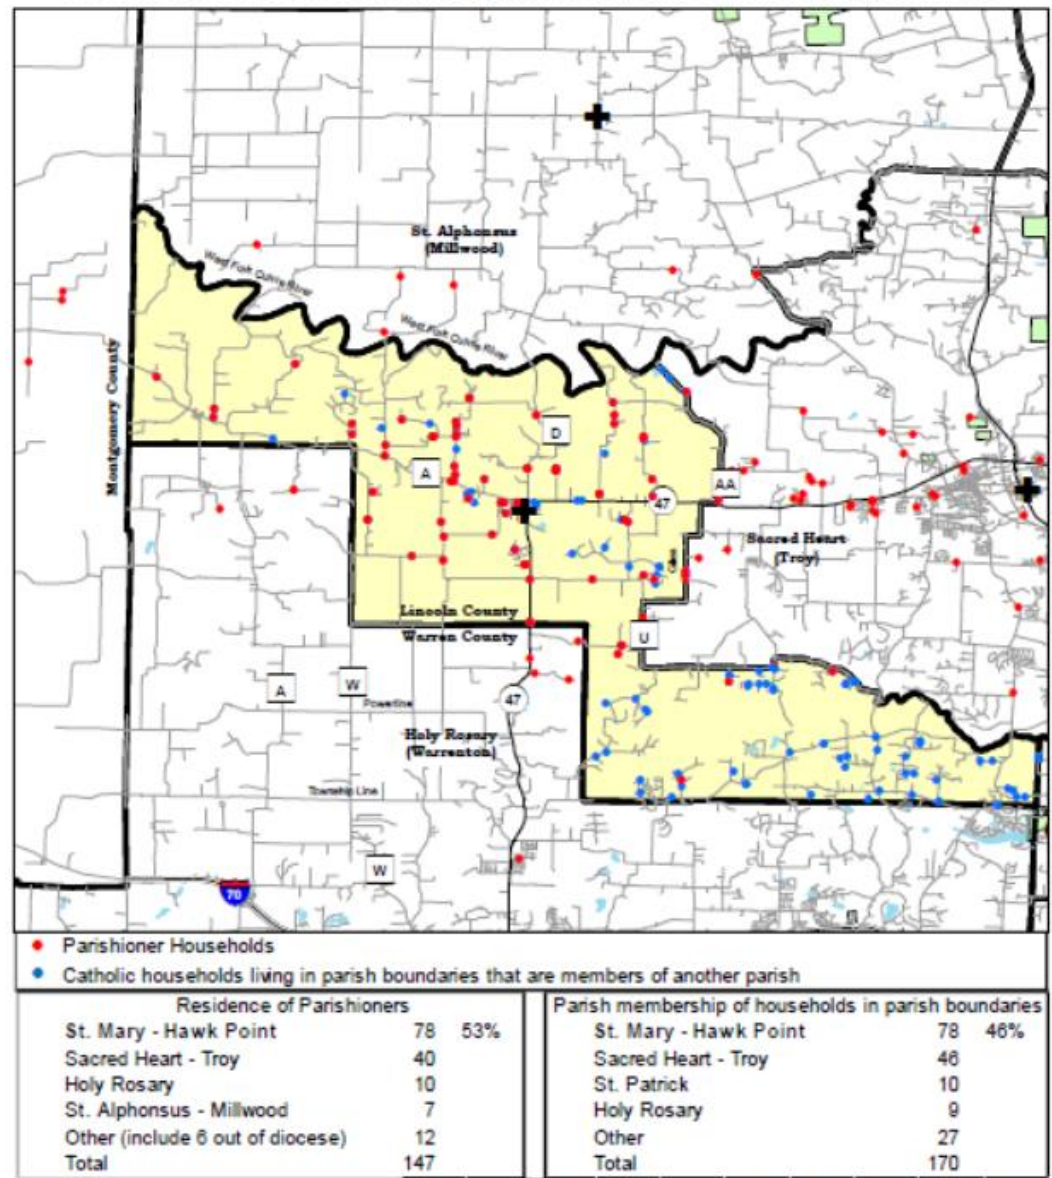 St. Alphonsus
(Millwood)
West Fork Cuivre River
West Fork Cuivre River
Montgomery County
D
A
AA
47
Sacred Heart
(Troy)
Lincoln County
Warren County
U
A
W
47
Powerline
Holy Rosary
(Warrenton)
Township Line
W
70
Parishioner Households
Catholic households living in parish boundaries that are members of another parish
Residence of Parishioners
St. Mary - Hawk Point 78 53%
Sacred Heart - Troy 40
Holy Rosary 10
St. Alphonsus - Millwood 7
Other (include 6 out of diocese) 12
Total 147
Parish membership of households in parish boundaries
St. Mary - Hawk Point 78 46%
Sacred Heart - Troy 46
St. Patrick 10
Holy Rosary 9
Other 27
Total 170